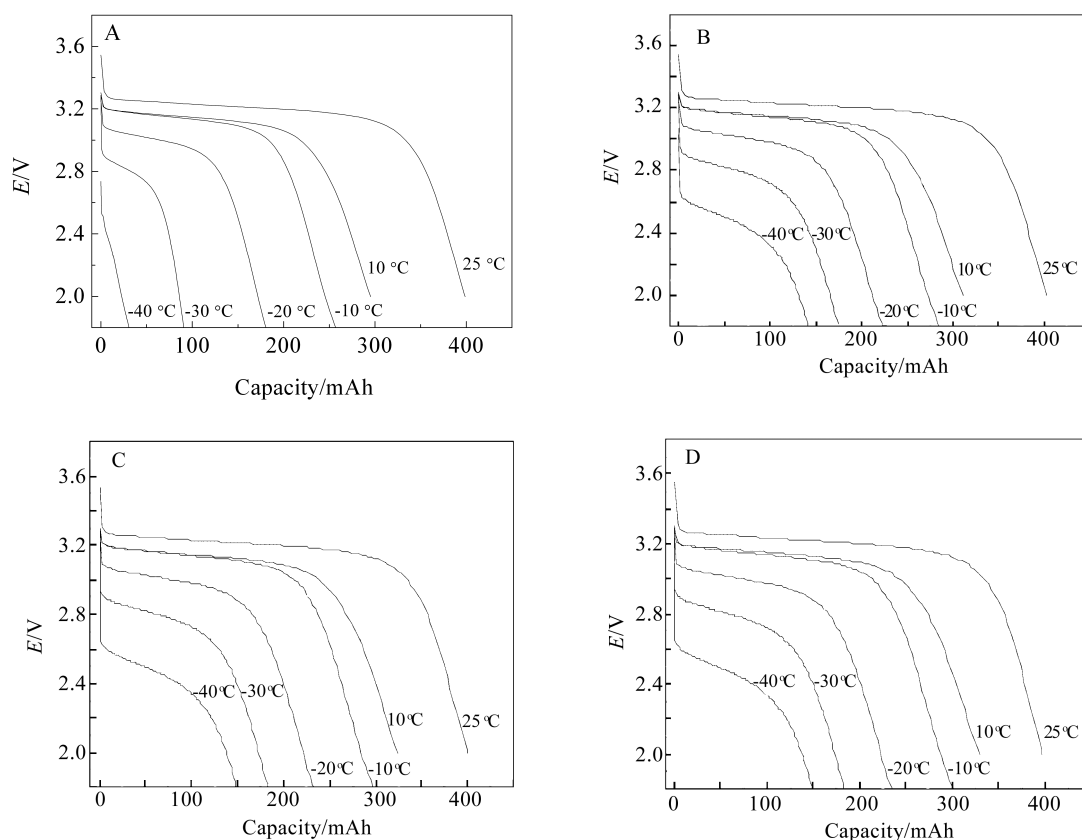 A
3.6
3.2
E/V
2.8
2.4
2.0
10 °C
25 °C
-40 °C
-30 °C
-20 °C
-10 °C
0
100
200
300
400
Capacity/mAh
B
3.6
3.2
E/V
2.8
2.4
2.0
-40°C
-30°C
10°C
25°C
-20°C
-10°C
0
100
200
300
400
Capacity/mAh
C
3.6
3.2
E/V
2.8
2.4
2.0
-40°C
-30°C
10°C
25°C
-20°C
-10°C
0
100
200
300
400
Capacity/mAh
D
3.6
3.2
E/V
2.8
2.4
2.0
-40°C
-30°C
10°C
25°C
-20°C
-10°C
0
100
200
300
400
Capacity/mAh